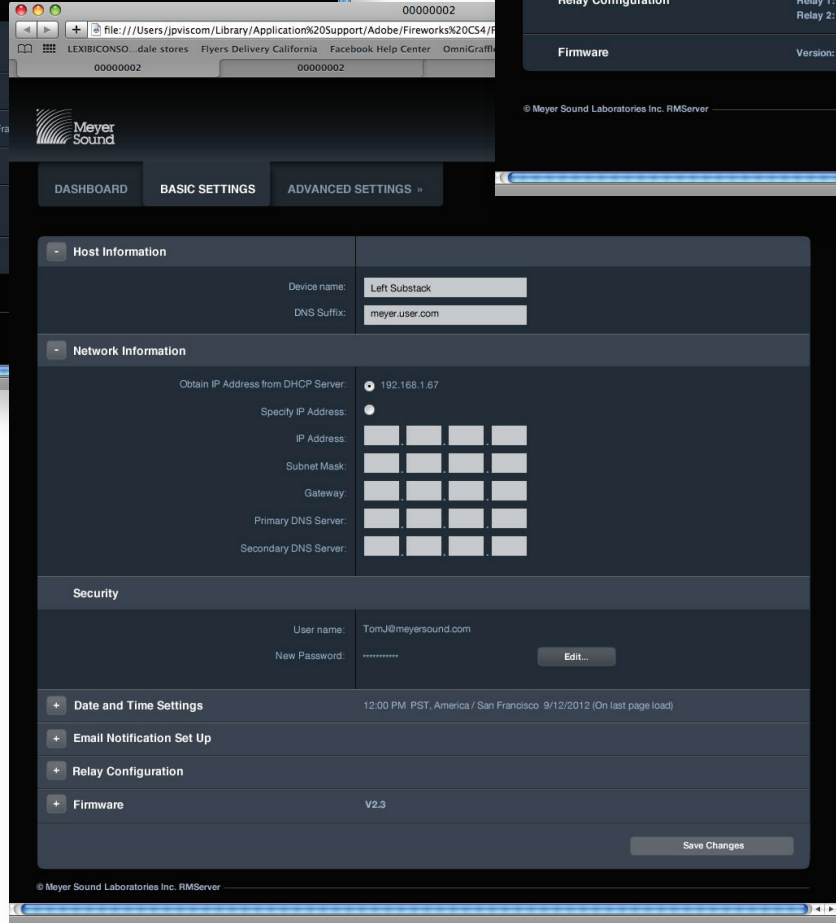 00000002
file:///Users/jpviscom/Library/Application%20Support/Adobe/Fireworks%20CS4/F
LEXIBICONSO...dale stores Flyers Delivery California Facebook Help Center OmniGraffle
00000002 00000002
Meyer
Sound
DASHBOARD BASIC SETTINGS ADVANCED SETTINGS »
- Host Information
Device name: Left Substack
DNS Suffix: meyer.user.com
- Network Information
Obtain IP Address from DHCP Server: 192.168.1.67
Specify IP Address:
IP Address: . . .
Subnet Mask: . . .
Gateway: . . .
Primary DNS Server: . . .
Secondary DNS Server: . . .
Security
User name: TomJ@meyersound.com
New Password: ••••••••••• Edit...
+ Date and Time Settings 12:00 PM PST, America / San Francisco 9/12/2012 (On last page load)
+ Email Notification Set Up
+ Relay Configuration
+ Firmware V2.3
Save Changes
© Meyer Sound Laboratories Inc. RMServer
Relay Configuration Relay 1:
Relay 2:
Firmware Version:
© Meyer Sound Laboratories Inc. RMServer